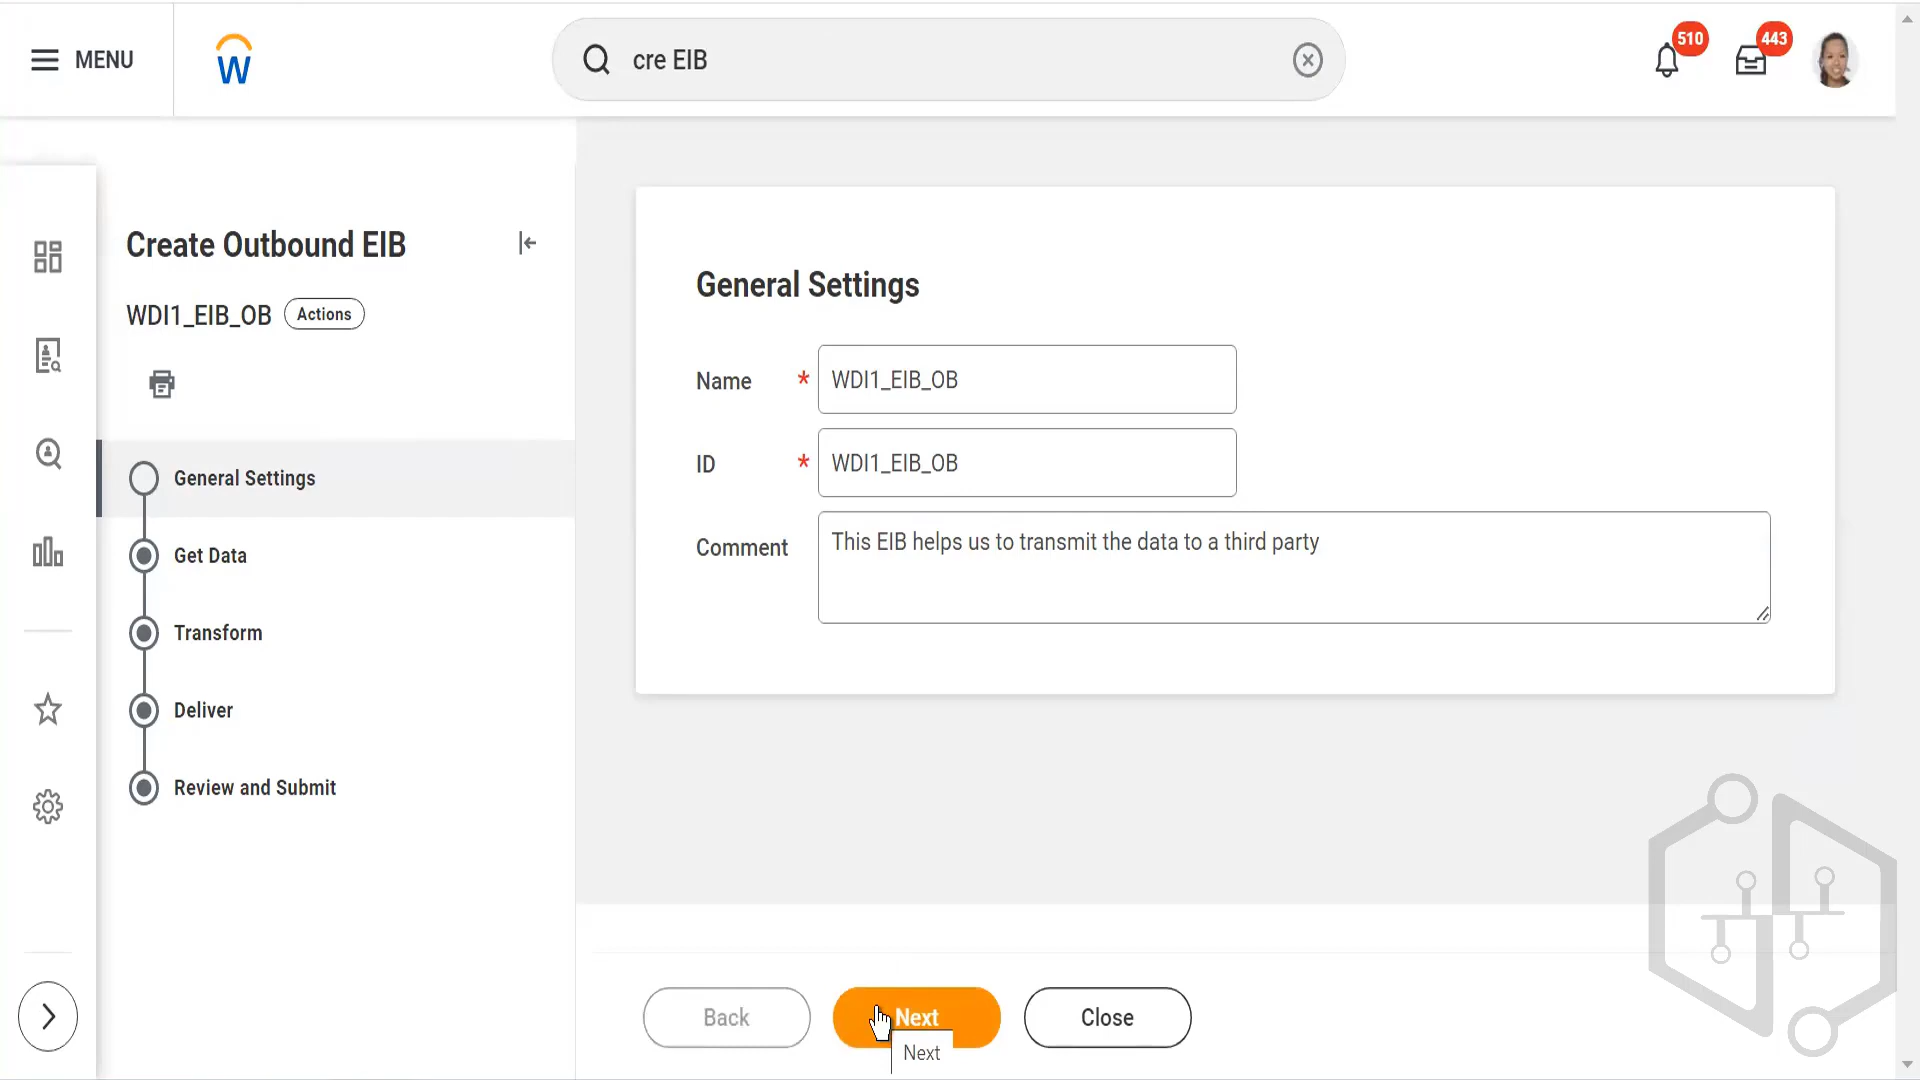 MENU
W
cre EIB
510
443
Create Outbound EIB
WDI1_EIB_OB
Actions
General Settings
Get Data
Transform
Deliver
Review and Submit
General Settings
Name *
WDI1_EIB_OB
ID *
WDI1_EIB_OB
Comment
This EIB helps us to transmit the data to a third party
Back
Next
Close
Next